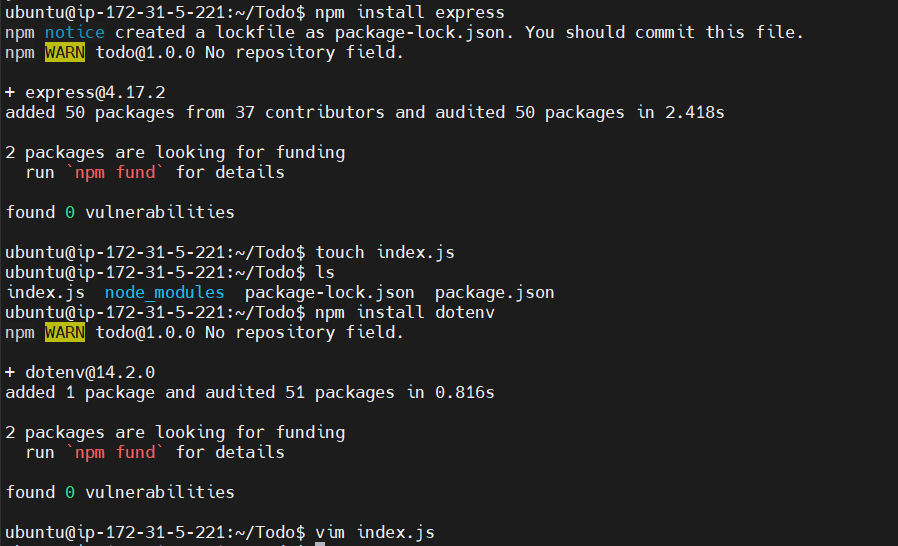 ubuntu@ip-172-31-5-221:~/Todo$ npm install express
npm notice created a lockfile as package-lock.json. You should commit this file.
npm WARN todo@1.0.0 No repository field.
+ express@4.17.2
added 50 packages from 37 contributors and audited 50 packages in 2.418s
2 packages are looking for funding
  run `npm fund` for details
found 0 vulnerabilities
ubuntu@ip-172-31-5-221:~/Todo$ touch index.js
ubuntu@ip-172-31-5-221:~/Todo$ ls
index.js  node_modules  package-lock.json  package.json
ubuntu@ip-172-31-5-221:~/Todo$ npm install dotenv
npm WARN todo@1.0.0 No repository field.
+ dotenv@14.2.0
added 1 package and audited 51 packages in 0.816s
2 packages are looking for funding
  run `npm fund` for details
found 0 vulnerabilities
ubuntu@ip-172-31-5-221:~/Todo$ vim index.js